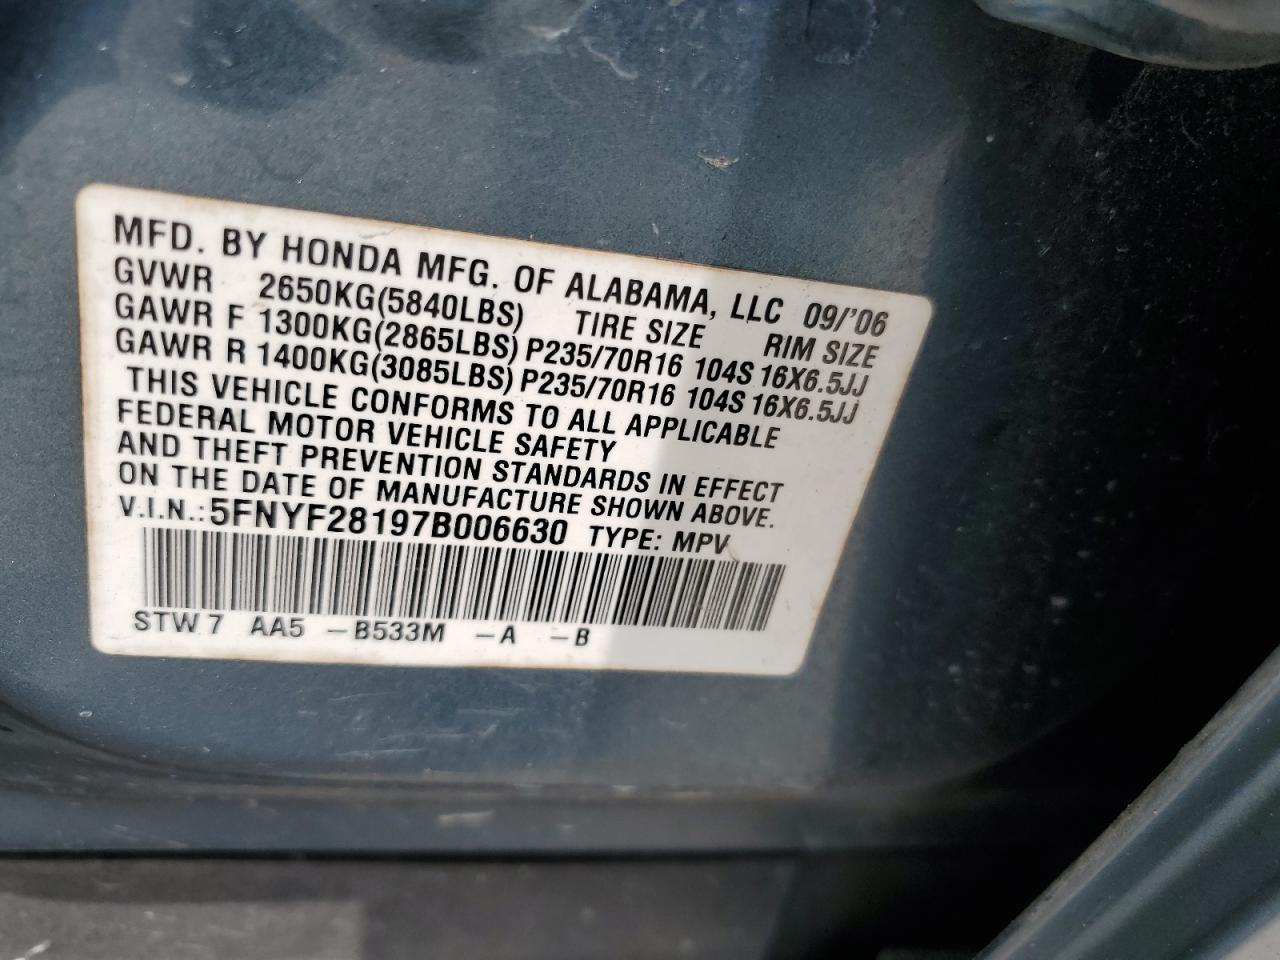 MFD. BY HONDA MFG. OF ALABAMA, LLC 09/'06
GVWR 2650KG(5840LBS) TIRE SIZE RIM SIZE
GAWR F 1300KG(2865LBS) P235/70R16 104S 16X6.5JJ
GAWR R 1400KG(3085LBS) P235/70R16 104S 16X6.5JJ
THIS VEHICLE CONFORMS TO ALL APPLICABLE
FEDERAL MOTOR VEHICLE SAFETY
AND THEFT PREVENTION STANDARDS IN EFFECT
ON THE DATE OF MANUFACTURE SHOWN ABOVE.
V.I.N.: 5FNYF28197B006630 TYPE: MPV
STW7 AA5 -B533M -A -B